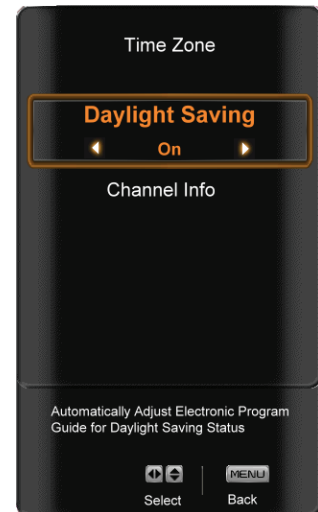 Time Zone
Daylight Saving
On
Channel Info
Automatically Adjust Electronic Program
Guide for Daylight Saving Status
MENU
Select Back